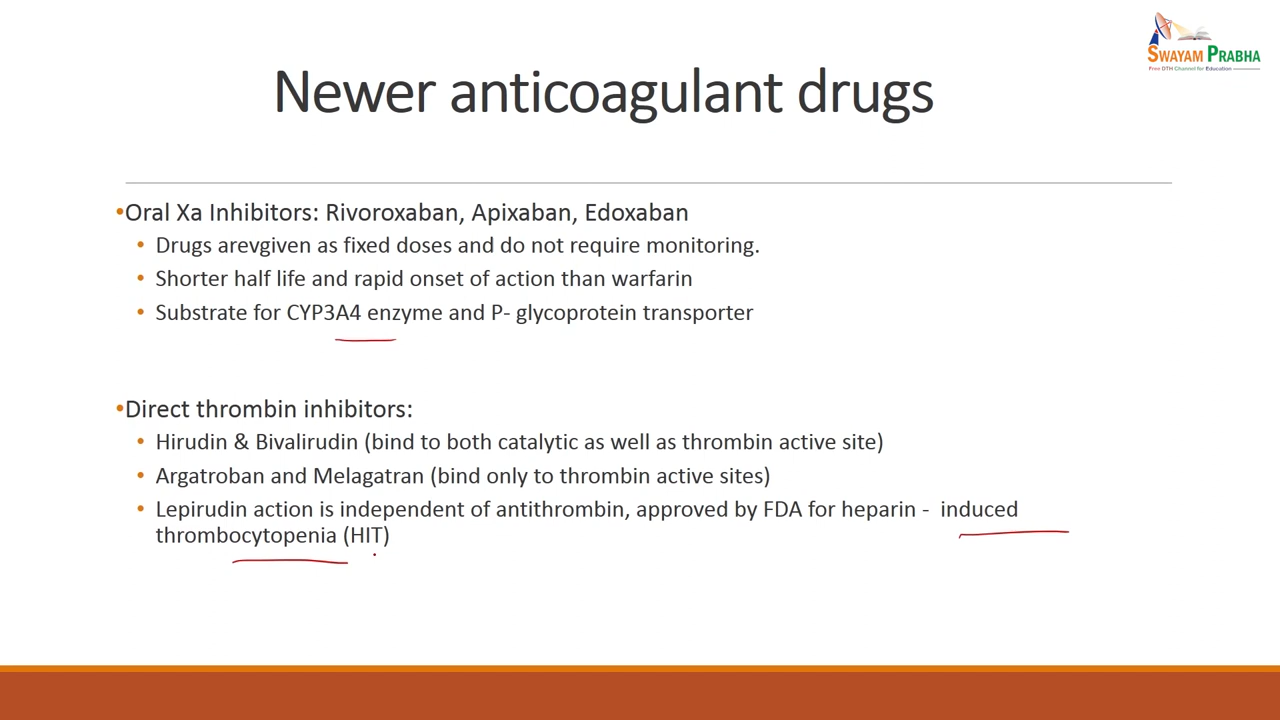 SWAYAM PRABHA
Free DTH Channel for Education
Newer anticoagulant drugs
•Oral Xa Inhibitors: Rivoroxaban, Apixaban, Edoxaban
• Drugs arevgiven as fixed doses and do not require monitoring.
• Shorter half life and rapid onset of action than warfarin
• Substrate for CYP3A4 enzyme and P- glycoprotein transporter
•Direct thrombin inhibitors:
• Hirudin & Bivalirudin (bind to both catalytic as well as thrombin active site)
• Argatroban and Melagatran (bind only to thrombin active sites)
• Lepirudin action is independent of antithrombin, approved by FDA for heparin - induced
thrombocytopenia (HIT)